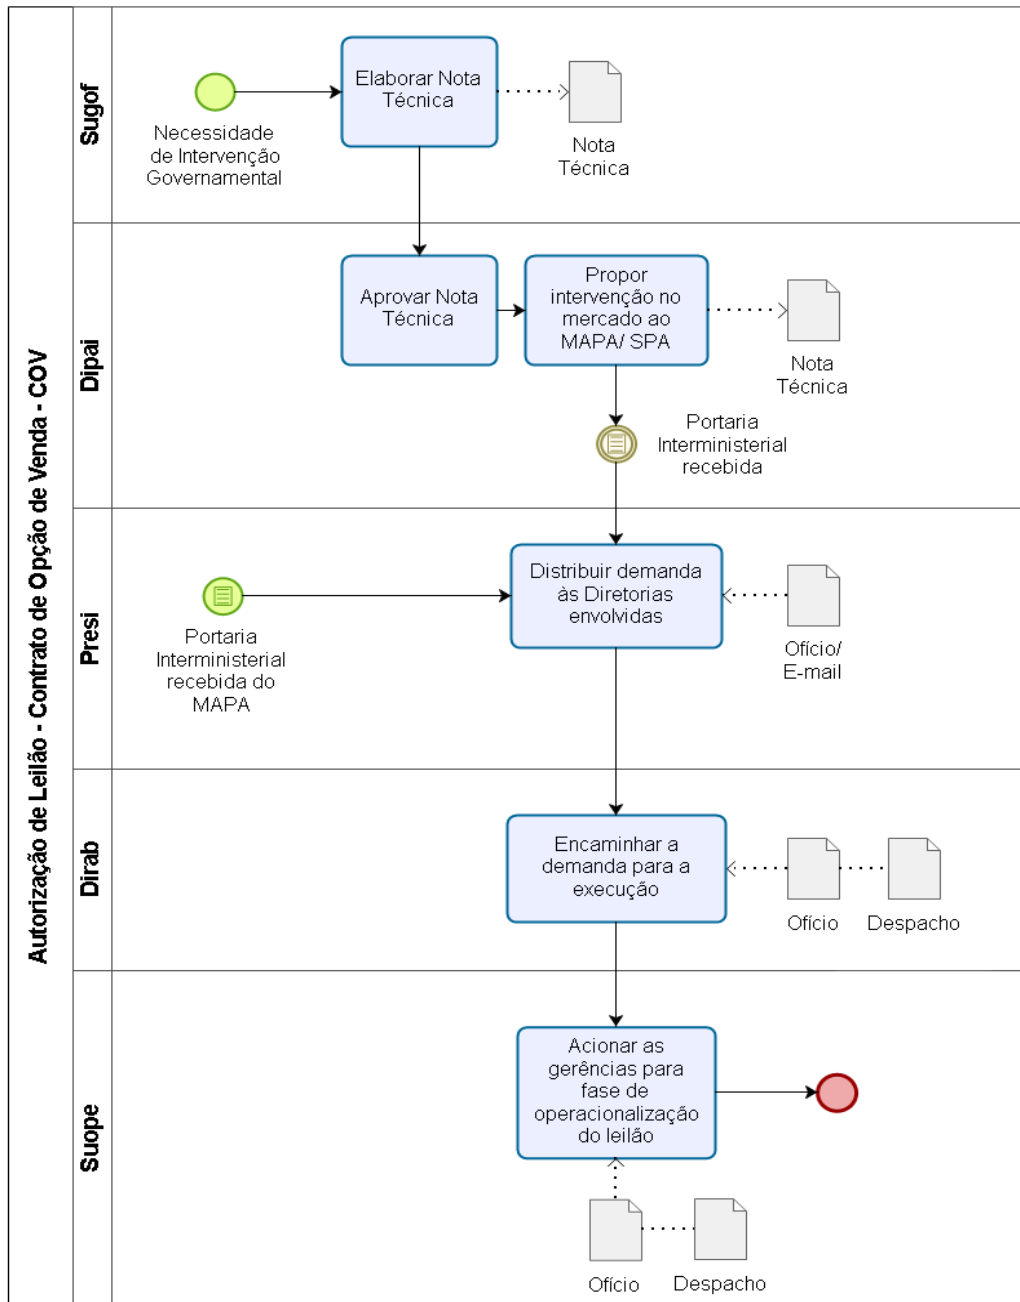 Autorização de Leilão - Contrato de Opção de Venda - COV
Sugof
Elaborar Nota
Técnica
Necessidade
de Intervenção
Governamental
Nota
Técnica
Dipai
Aprovar Nota
Técnica
Propor
intervenção no
mercado ao
MAPA/ SPA
Nota
Técnica
Portaria
Interministerial
recebida
Presi
Distribuir demanda
às Diretorias
envolvidas
Portaria
Interministerial
recebida do
MAPA
Ofício/
E-mail
Dirab
Encaminhar a
demanda para a
execução
Ofício
Despacho
Suope
Acionar as
gerências para
fase de
operacionalização
do leilão
Ofício
Despacho